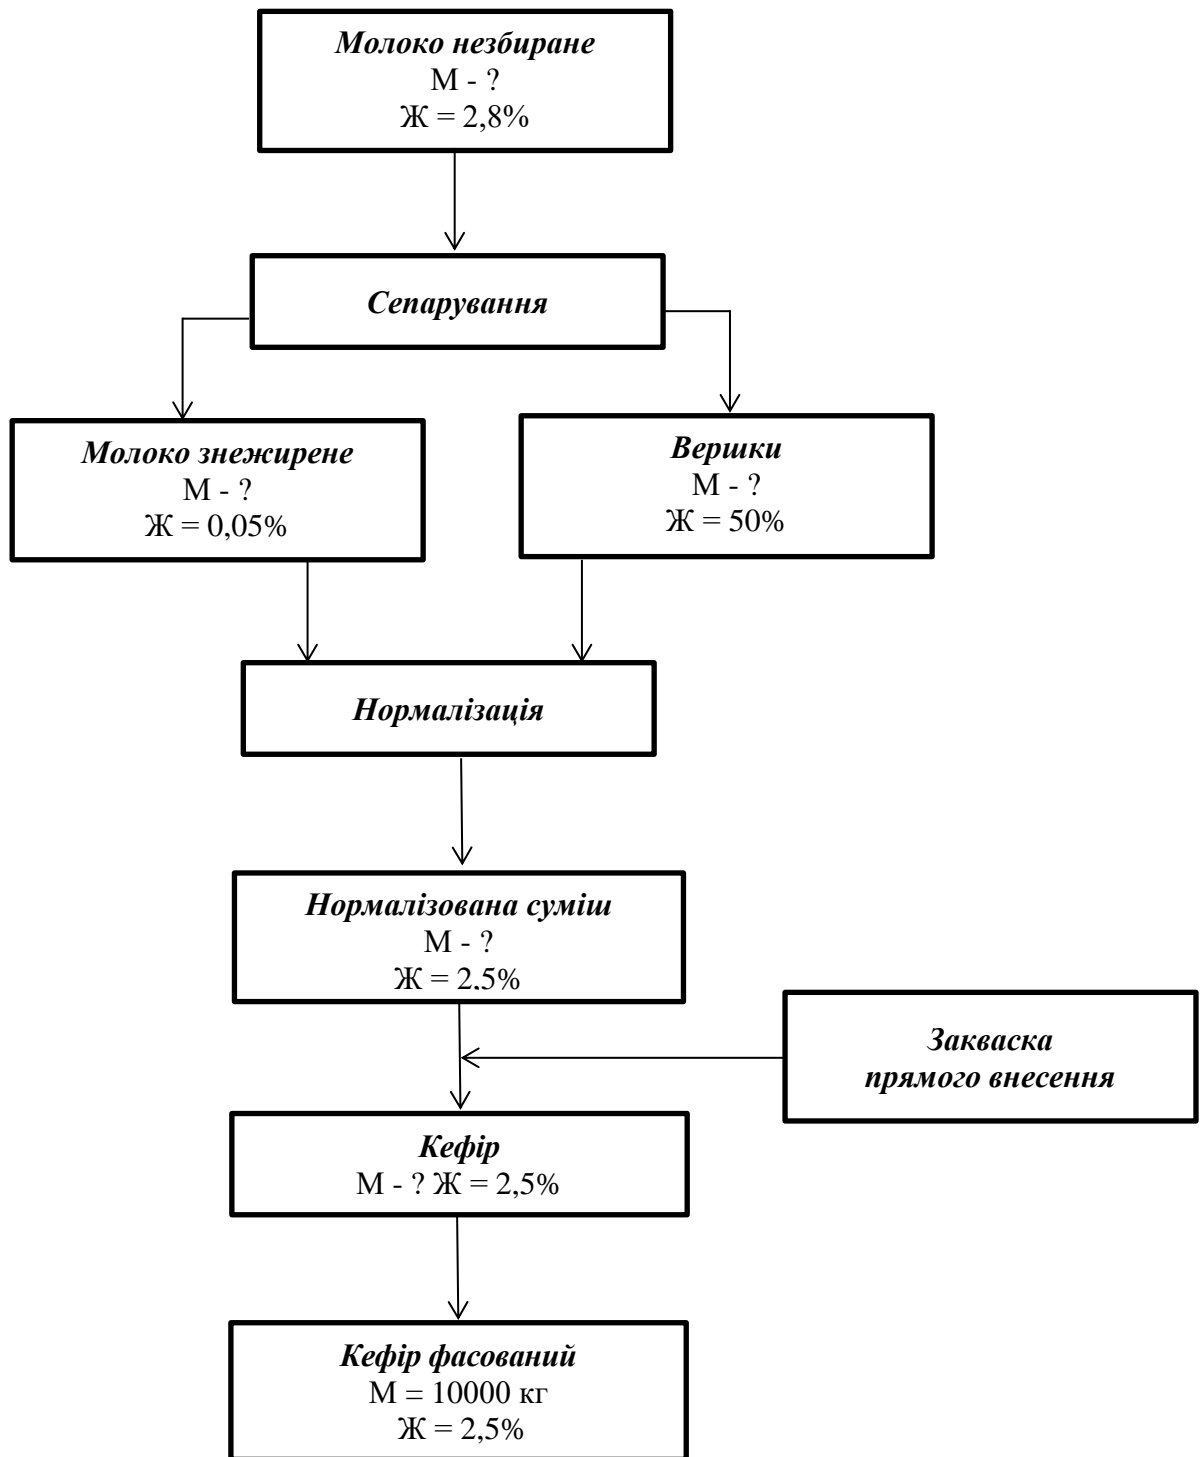 Молоко незбиране
М - ?
Ж = 2,8%
Сепарування
Молоко знежирене
М - ?
Ж = 0,05%
Вершки
М - ?
Ж = 50%
Нормалізація
Нормалізована суміш
М - ?
Ж = 2,5%
Закваска
прямого внесення
Кефір
М - ? Ж = 2,5%
Кефір фасований
М = 10000 кг
Ж = 2,5%